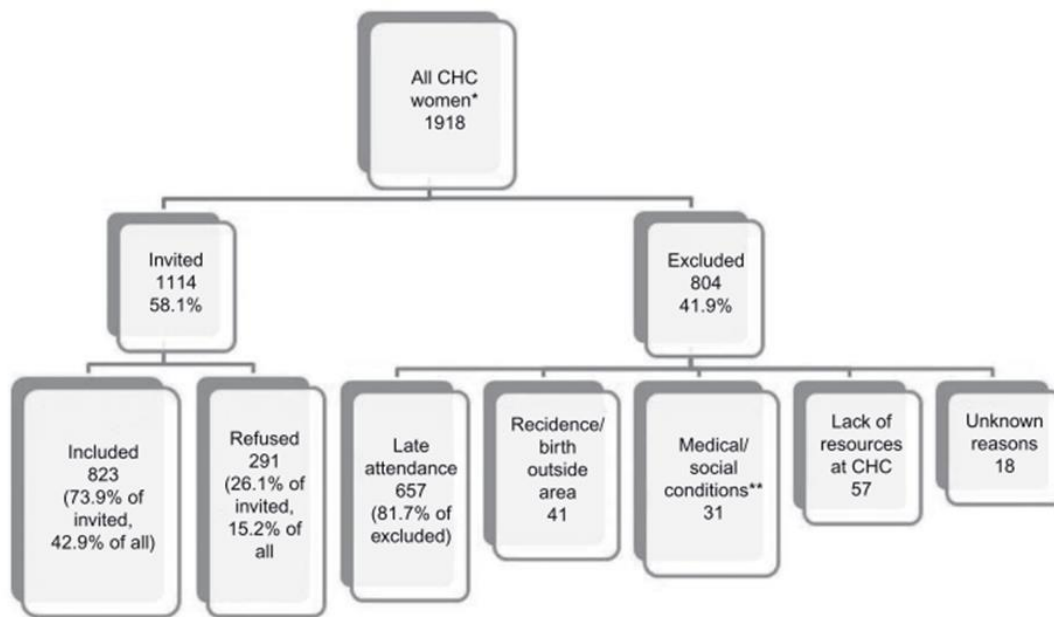 All CHC
women*
1918
Invited
1114
58.1%
Excluded
804
41.9%
Included
823
(73.9% of
invited,
42.9% of all)
Refused
291
(26.1% of
invited,
15.2% of
all
Late
attendance
657
(81.7% of
excluded)
Recidence/
birth
outside
area
41
Medical/
social
conditions**
31
Lack of
resources
at CHC
57
Unknown
reasons
18